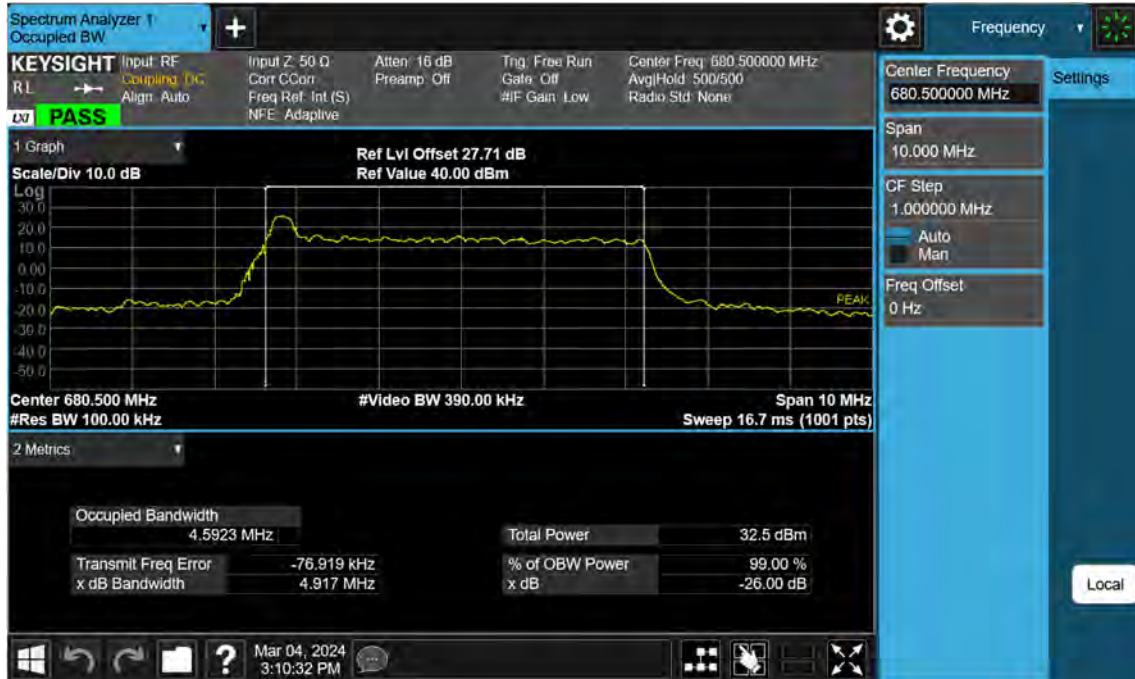 Spectrum Analyzer 1
Occupied BW
Frequency
KEYSIGHT
RL
LXI PASS
Input: RF
Coupling: DC
Align: Auto
Input Z: 50 Ω
Corr CCorr
Freq Ref: Int (S)
NFE: Adaptive
Atten: 16 dB
Preamp: Off
Trig: Free Run
Gate: Off
#IF Gain: Low
Center Freq: 680.500000 MHz
Avg|Hold: 500/500
Radio Std: None
Center Frequency
680.500000 MHz
Settings
Span
10.000 MHz
CF Step
1.000000 MHz
Auto
Man
Freq Offset
0 Hz
Local
1 Graph
Scale/Div 10.0 dB
Ref Lvl Offset 27.71 dB
Ref Value 40.00 dBm
Log
30.0
20.0
10.0
0.00
-10.0
-20.0
-30.0
-40.0
-50.0
PEAK
Center 680.500 MHz
#Video BW 390.00 kHz
Span 10 MHz
#Res BW 100.00 kHz
Sweep 16.7 ms (1001 pts)
2 Metrics
Occupied Bandwidth
4.5923 MHz
Total Power 32.5 dBm
Transmit Freq Error -76.919 kHz
% of OBW Power 99.00 %
x dB Bandwidth 4.917 MHz
x dB -26.00 dB
?
Mar 04, 2024
3:10:32 PM